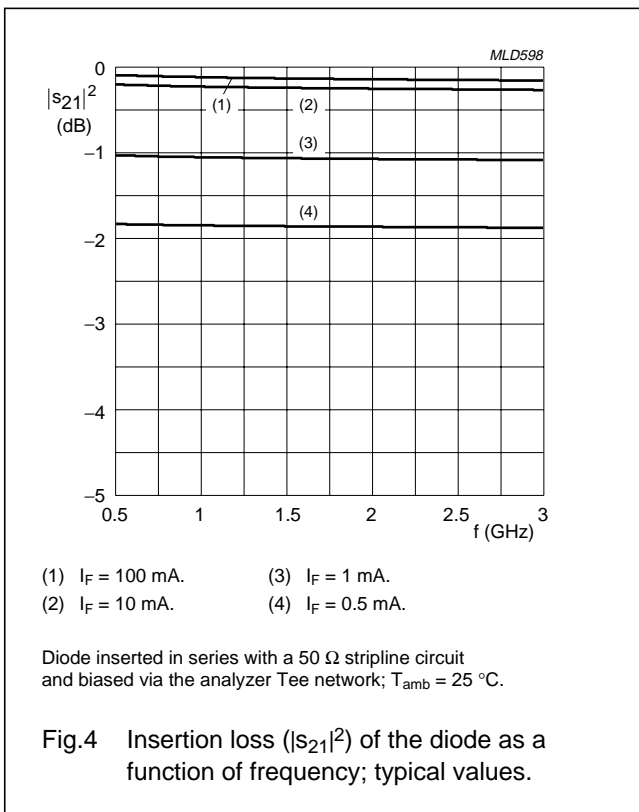 MLD598
0
|s21|²
(dB)
(1)
(2)
(3)
−1
(4)
−2
−3
−4
−5
0.5 1 1.5 2 2.5 3
f (GHz)
(1) IF = 100 mA. (3) IF = 1 mA.
(2) IF = 10 mA. (4) IF = 0.5 mA.
Diode inserted in series with a 50 Ω stripline circuit
and biased via the analyzer Tee network; Tamb = 25 °C.
Fig.4 Insertion loss (|s21|²) of the diode as a
function of frequency; typical values.